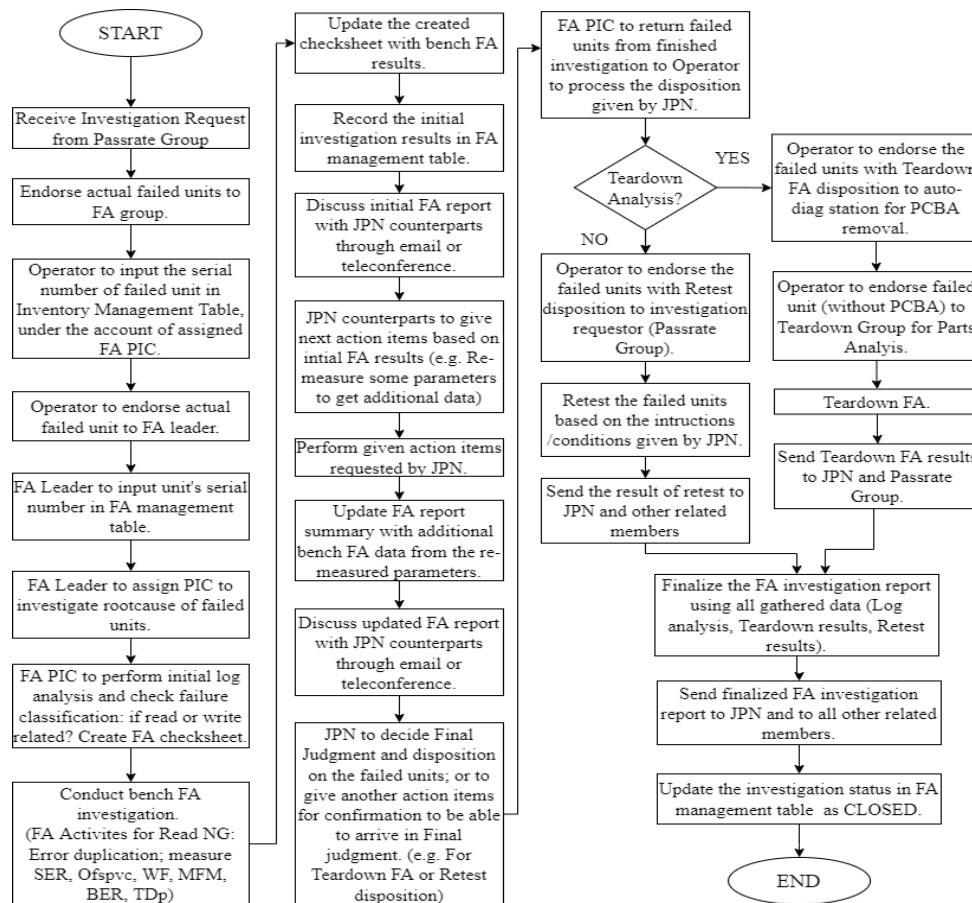 START
Receive Investigation Request
from Passrate Group
Endorse actual failed units to
FA group.
Operator to input the serial
number of failed unit in
Inventory Management Table,
under the account of assigned
FA PIC.
Operator to endorse actual
failed unit to FA leader.
FA Leader to input unit's serial
number in FA management
table.
FA Leader to assign PIC to
investigate rootcause of failed
units.
FA PIC to perform initial log
analysis and check failure
classification: if read or write
related? Create FA checksheet.
Conduct bench FA
investigation.
(FA Activites for Read NG:
Error duplication; measure
SER, Ofspvc, WF, MFM,
BER, TDp)
Update the created
checksheet with bench FA
results.
Record the initial
investigation results in FA
management table.
Discuss initial FA report
with JPN counterparts
through email or
teleconference.
JPN counterparts to give
next action items based on
intial FA results (e.g. Re-
measure some parameters
to get additional data)
Perform given action items
requested by JPN.
Update FA report
summary with additional
bench FA data from the re-
measured parameters.
Discuss updated FA report
with JPN counterparts
through email or
teleconference.
JPN to decide Final
Judgment and disposition
on the failed units; or to
give another action items
for confirmation to be able
to arrive in Final
judgment. (e.g. For
Teardown FA or Retest
disposition)
FA PIC to return failed
units from finished
investigation to Operator
to process the disposition
given by JPN.
Teardown
Analysis?
YES
NO
Operator to endorse the
failed units with Retest
disposition to investigation
requestor (Passrate
Group).
Retest the failed units
based on the intructions
/conditions given by JPN.
Send the result of retest to
JPN and other related
members
Operator to endorse the
failed units with Teardown
FA disposition to auto-
diag station for PCBA
removal.
Operator to endorse failed
unit (without PCBA) to
Teardown Group for Parts
Analyis.
Teardown FA.
Send Teardown FA results
to JPN and Passrate
Group.
Finalize the FA investigation report
using all gathered data (Log
analysis, Teardown results, Retest
results).
Send finalized FA investigation
report to JPN and to all other related
members.
Update the investigation status in FA
management table as CLOSED.
END